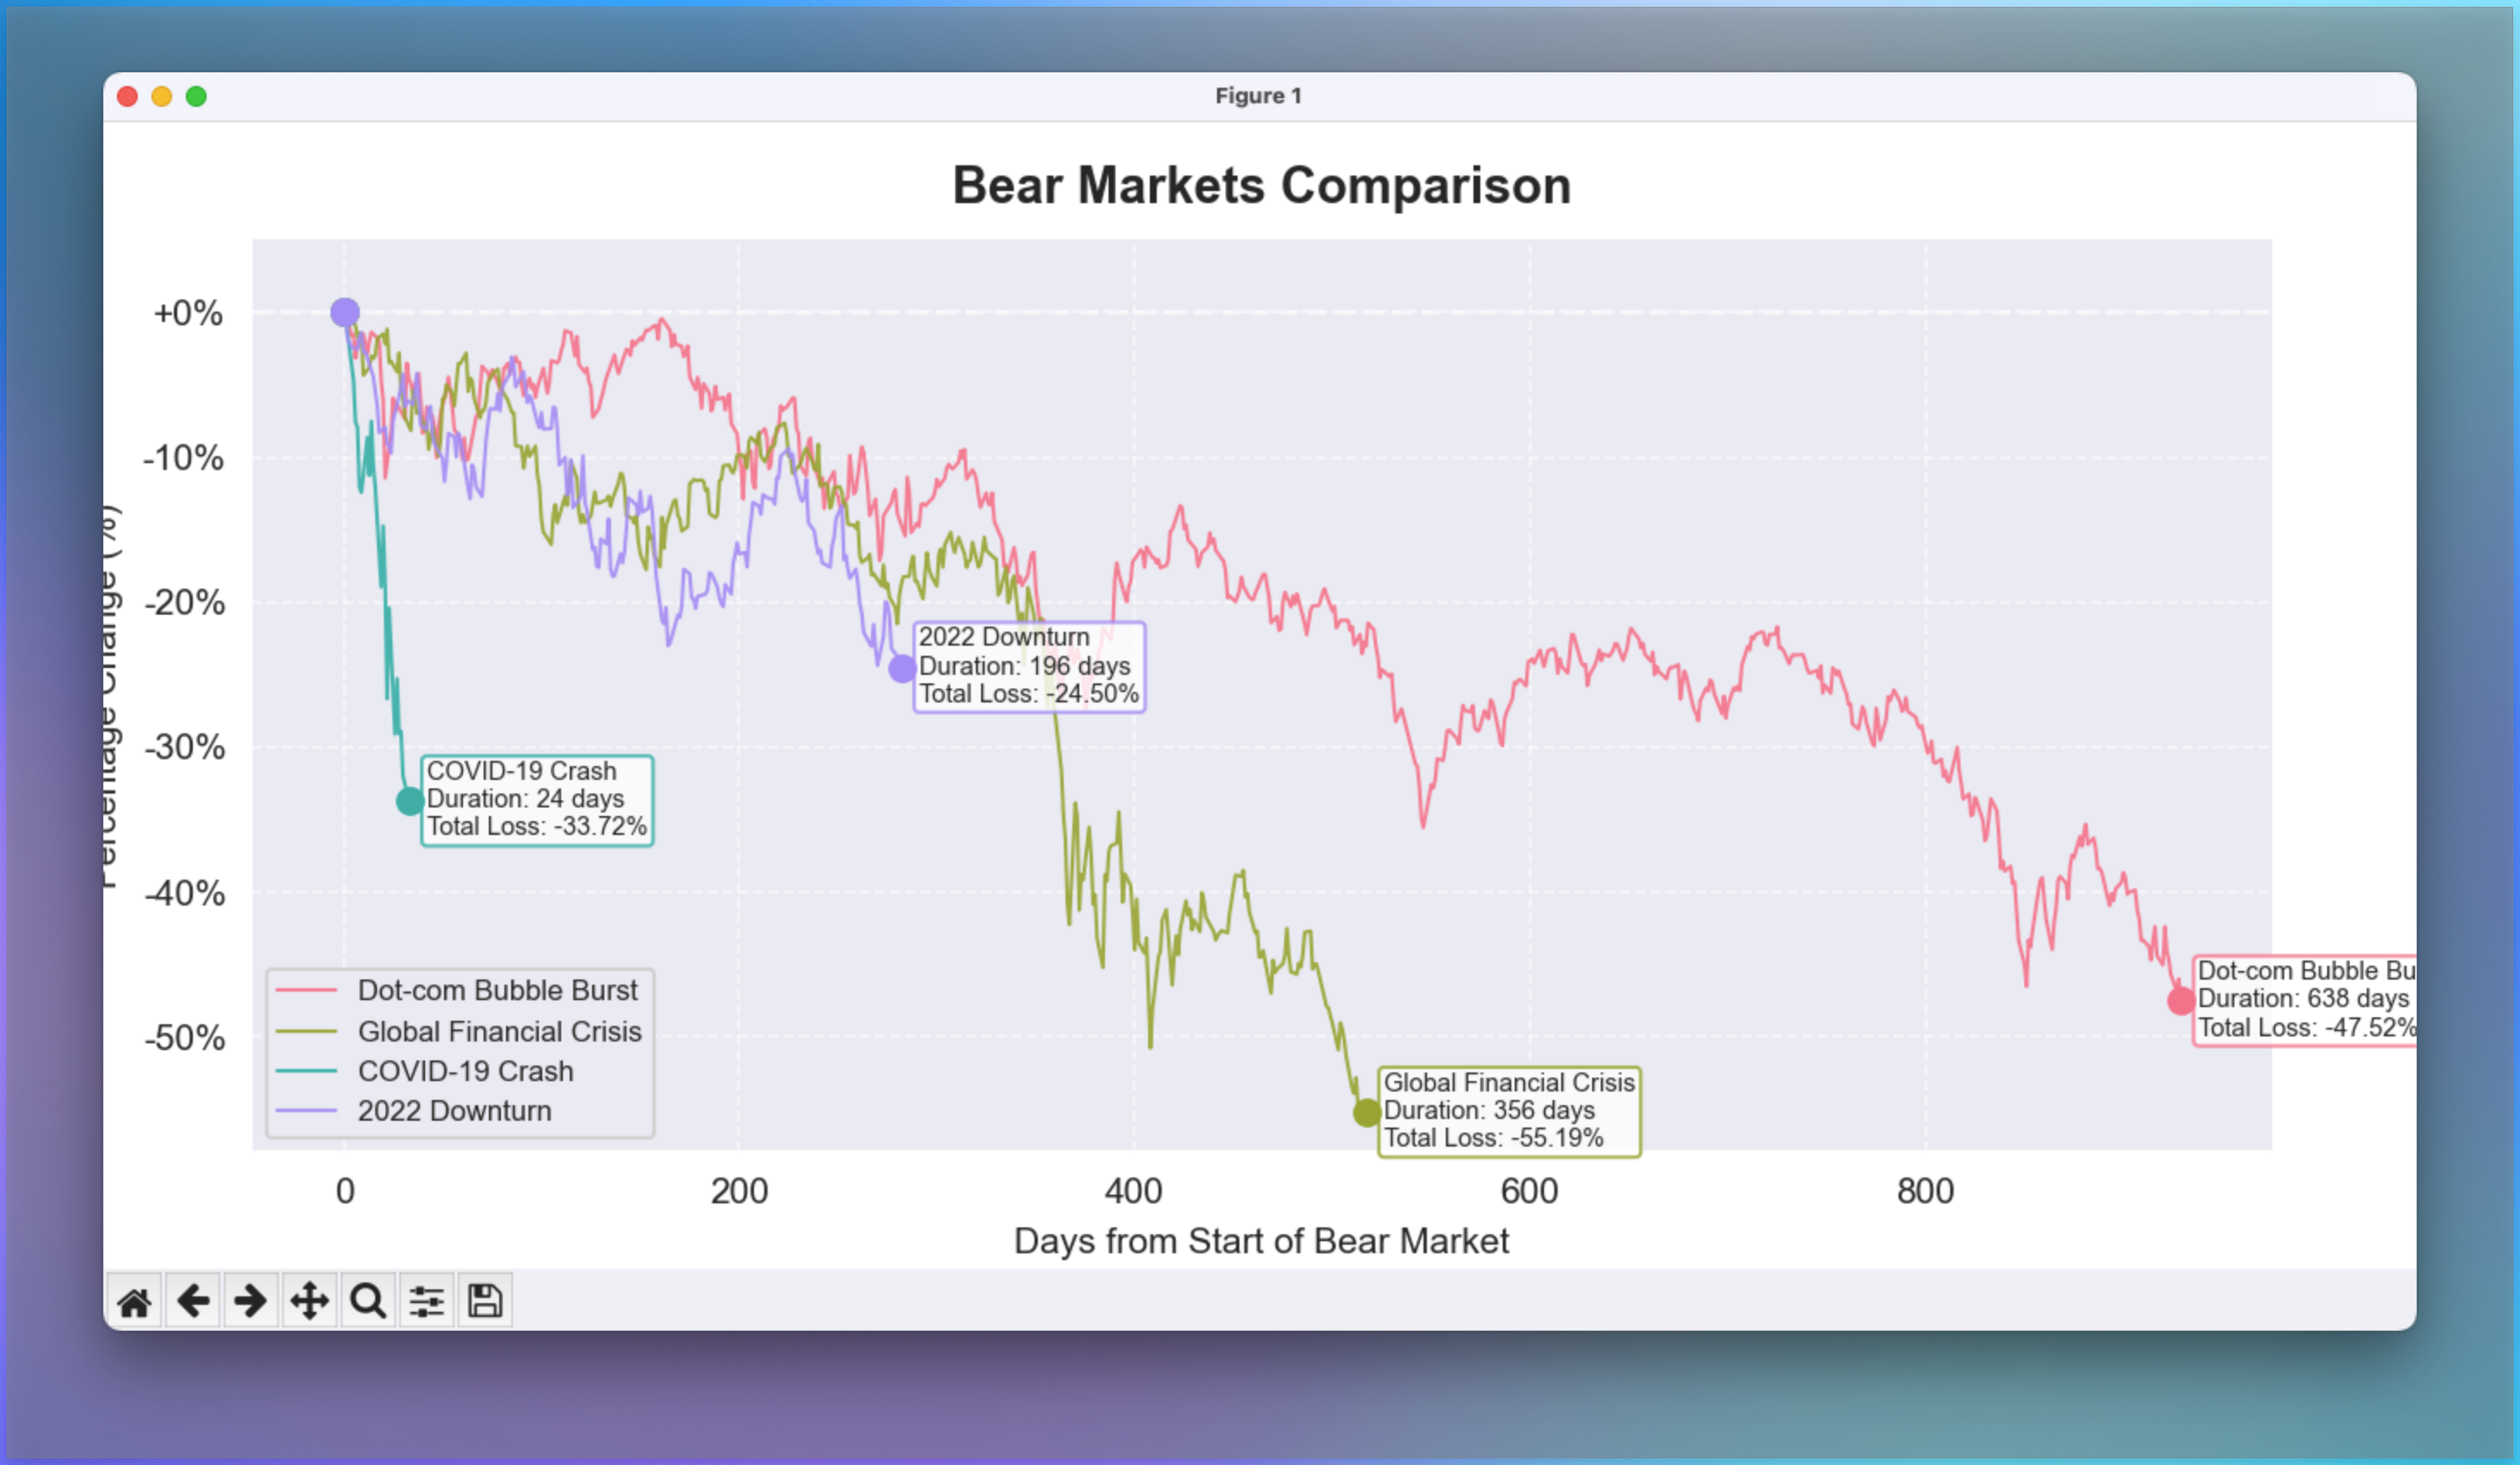 Figure 1
Bear Markets Comparison
Percentage Change (%)
+0%
-10%
-20%
-30%
-40%
-50%
2022 Downturn
Duration: 196 days
Total Loss: -24.50%
COVID-19 Crash
Duration: 24 days
Total Loss: -33.72%
Dot-com Bubble Bu
Duration: 638 days
Total Loss: -47.52%
Global Financial Crisis
Duration: 356 days
Total Loss: -55.19%
Dot-com Bubble Burst
Global Financial Crisis
COVID-19 Crash
2022 Downturn
0
200
400
600
800
Days from Start of Bear Market